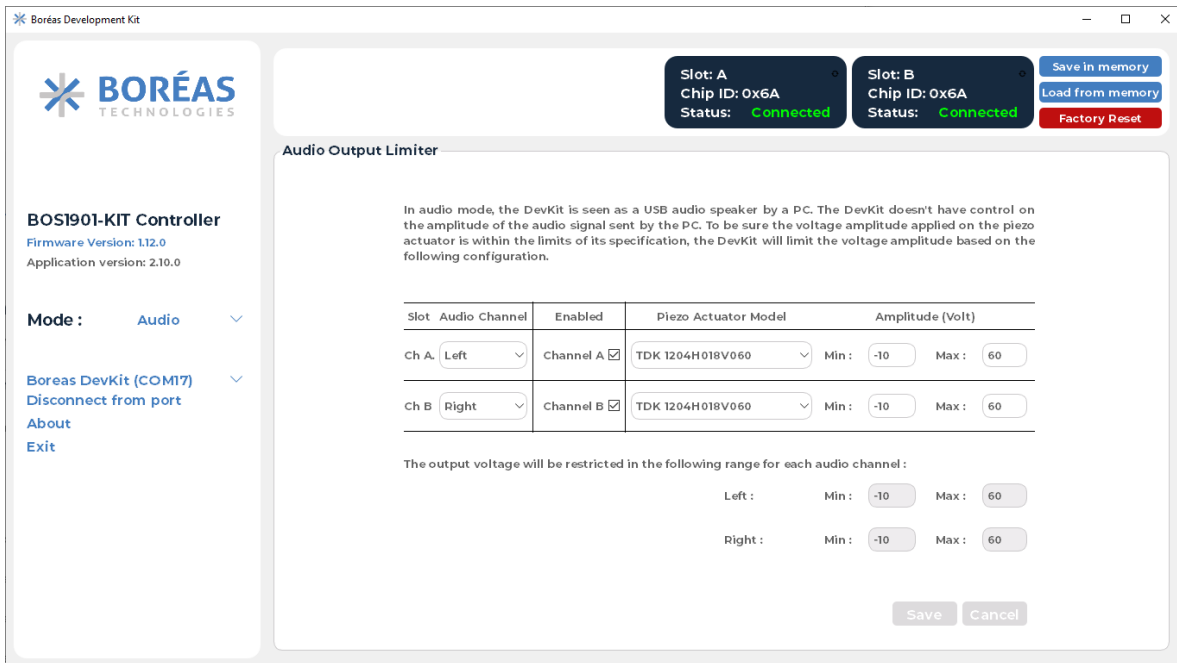 Boréas Development Kit
BORÉAS
TECHNOLOGIES
Slot: A
Chip ID: 0x6A
Status: Connected
Slot: B
Chip ID: 0x6A
Status: Connected
Save in memory
Load from memory
Factory Reset
BOS1901-KIT Controller
Firmware Version: 1.12.0
Application version: 2.10.0
Mode : Audio
Boreas DevKit (COM17)
Disconnect from port
About
Exit
Audio Output Limiter
In audio mode, the DevKit is seen as a USB audio speaker by a PC. The DevKit doesn't have control on
the amplitude of the audio signal sent by the PC. To be sure the voltage amplitude applied on the piezo
actuator is within the limits of its specification, the DevKit will limit the voltage amplitude based on the
following configuration.
Slot Audio Channel Enabled Piezo Actuator Model Amplitude (Volt)
Ch A. Left Channel A TDK 1204H018V060 Min : -10 Max : 60
Ch B Right Channel B TDK 1204H018V060 Min : -10 Max : 60
The output voltage will be restricted in the following range for each audio channel :
Left : Min : -10 Max : 60
Right : Min : -10 Max : 60
Save Cancel